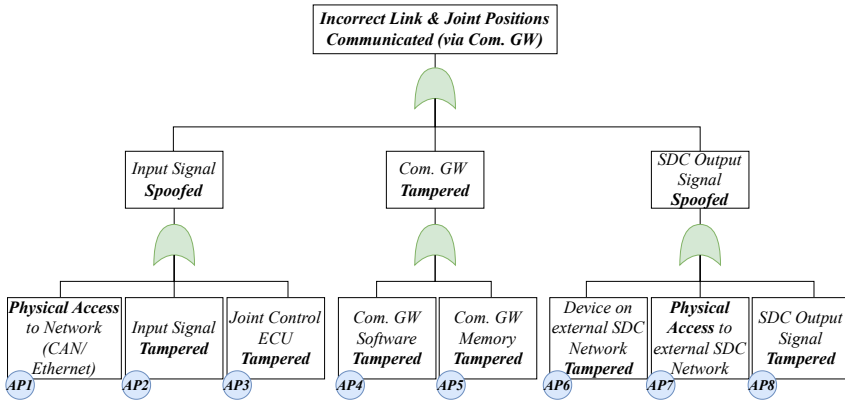 Incorrect Link & Joint Positions
Communicated (via Com. GW)
Input Signal
Spoofed
Com. GW
Tampered
SDC Output
Signal
Spoofed
Physical Access
to Network
(CAN/
Ethernet)
AP1
Input Signal
Tampered
AP2
Joint Control
ECU
Tampered
AP3
Com. GW
Software
Tampered
AP4
Com. GW
Memory
Tampered
AP5
Device on
external SDC
Network
Tampered
AP6
Physical
Access to
external SDC
Network
AP7
SDC Output
Signal
Tampered
AP8